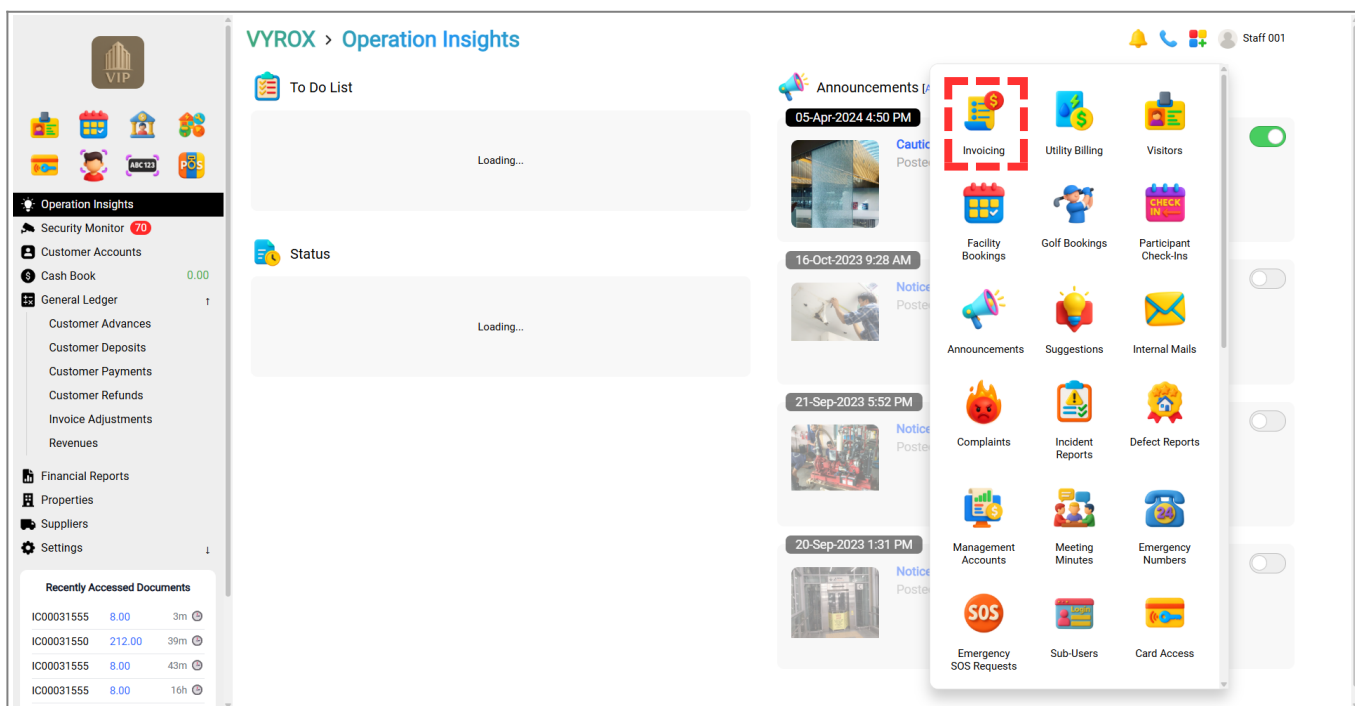 VYROX > Operation Insights
Staff 001
VIP
ABC 123
POS
Operation Insights
Security Monitor 70
Customer Accounts
Cash Book 0.00
General Ledger ↑
Customer Advances
Customer Deposits
Customer Payments
Customer Refunds
Invoice Adjustments
Revenues
Financial Reports
Properties
Suppliers
Settings ↓
Recently Accessed Documents
IC00031555 8.00 3m
IC00031550 212.00 39m
IC00031555 8.00 43m
IC00031555 8.00 16h
To Do List
Loading...
Status
Loading...
Announcements [A
05-Apr-2024 4:50 PM
Cautio
Poste
16-Oct-2023 9:28 AM
Notice
Poste
21-Sep-2023 5:52 PM
Notice
Poste
20-Sep-2023 1:31 PM
Notice
Poste
Invoicing
Utility Billing
Visitors
CHECK
IN
Facility
Bookings
Golf Bookings
Participant
Check-Ins
Announcements
Suggestions
Internal Mails
Complaints
Incident
Reports
Defect Reports
24
Management
Accounts
Meeting
Minutes
Emergency
Numbers
SOS
Login
Emergency
SOS Requests
Sub-Users
Card Access